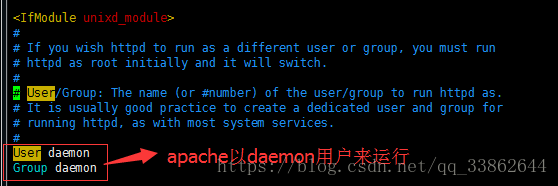 <IfModule unixd_module>
#
# If you wish httpd to run as a different user or group, you must run
# httpd as root initially and it will switch.
#
# User/Group: The name (or #number) of the user/group to run httpd as.
# It is usually good practice to create a dedicated user and group for
# running httpd, as with most system services.
#
User daemon
Group daemon
apache以daemon用户来运行
https://blog.csdn.net/qq_33862644